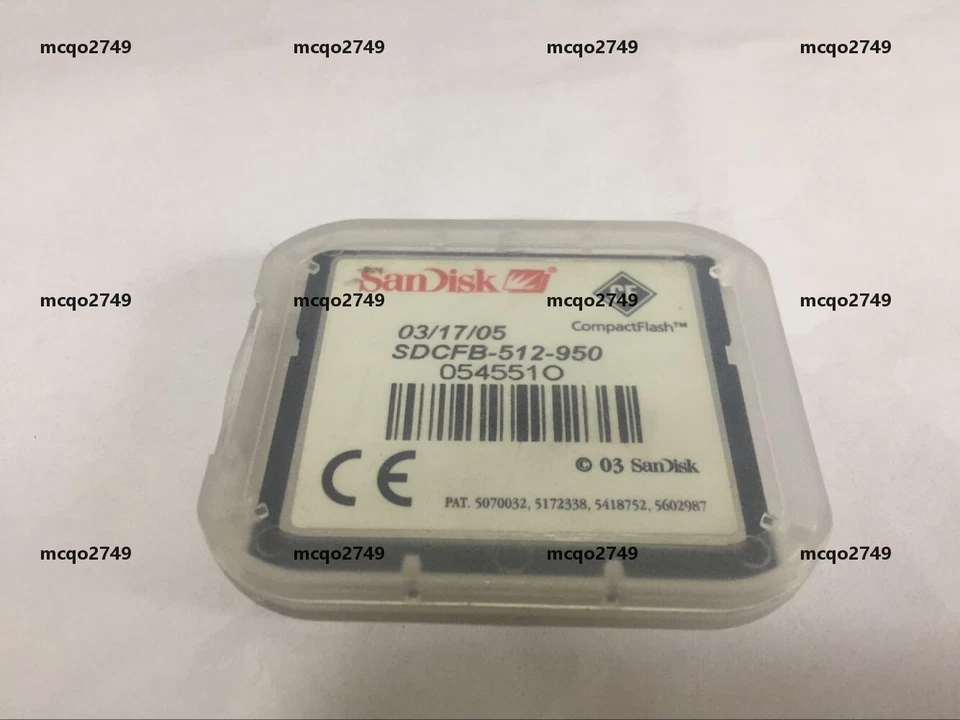 mcqo2749 mcqo2749 mcqo2749 mcqo2749
SanDisk
mcqo2749 mcqo2749 mcqo2749 mcqo2749
CF
CompactFlash™
03/17/05
SDCFB-512-950
054551O
CE
© 03 SanDisk
PAT. 5070032, 5172338, 5418752, 5602987
mcqo2749 mcqo2749 mcqo2749 mcqo2749